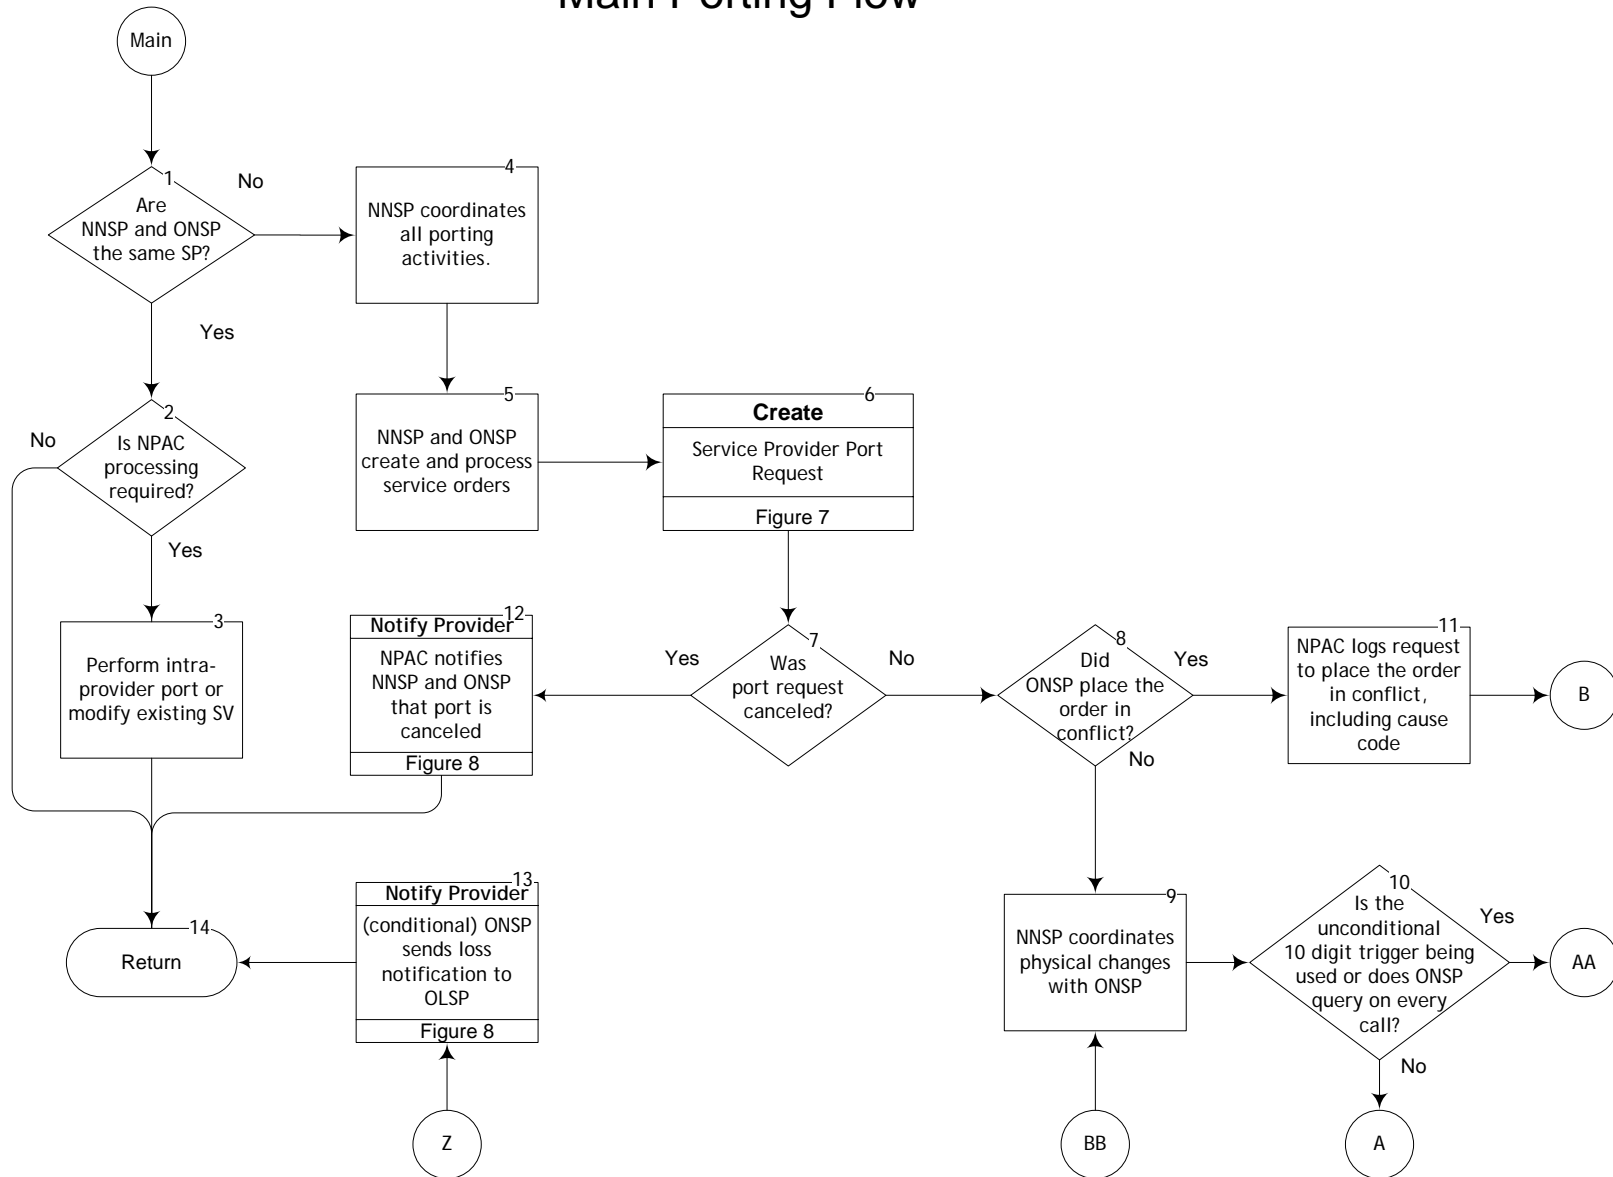 Main Porting Flow
Main
1
Are
NNSP and ONSP
the same SP?
No
Yes
4
NNSP coordinates
all porting
activities.
2
Is NPAC
processing
required?
No
Yes
5
NNSP and ONSP
create and process
service orders
6
Create
Service Provider Port
Request
Figure 7
3
Perform intra-
provider port or
modify existing SV
12
Notify Provider
NPAC notifies
NNSP and ONSP
that port is
canceled
Figure 8
Yes
7
Was
port request
canceled?
No
8
Did
ONSP place the
order in
conflict?
Yes
No
11
NPAC logs request
to place the order
in conflict,
including cause
code
B
14
Return
13
Notify Provider
(conditional) ONSP
sends loss
notification to
OLSP
Figure 8
9
NNSP coordinates
physical changes
with ONSP
10
Is the
unconditional
10 digit trigger being
used or does ONSP
query on every
call?
Yes
No
AA
Z
BB
A